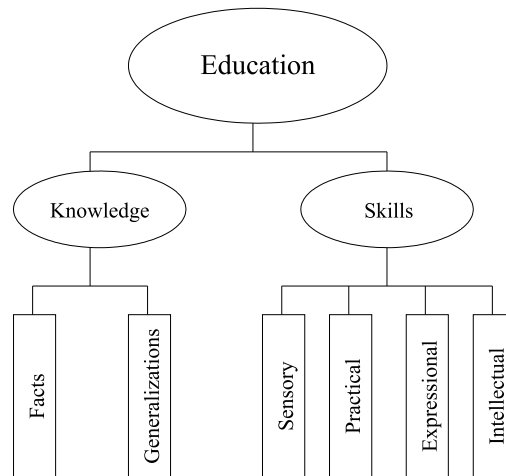 Education
Knowledge
Skills
Facts
Generalizations
Sensory
Practical
Expressional
Intellectual